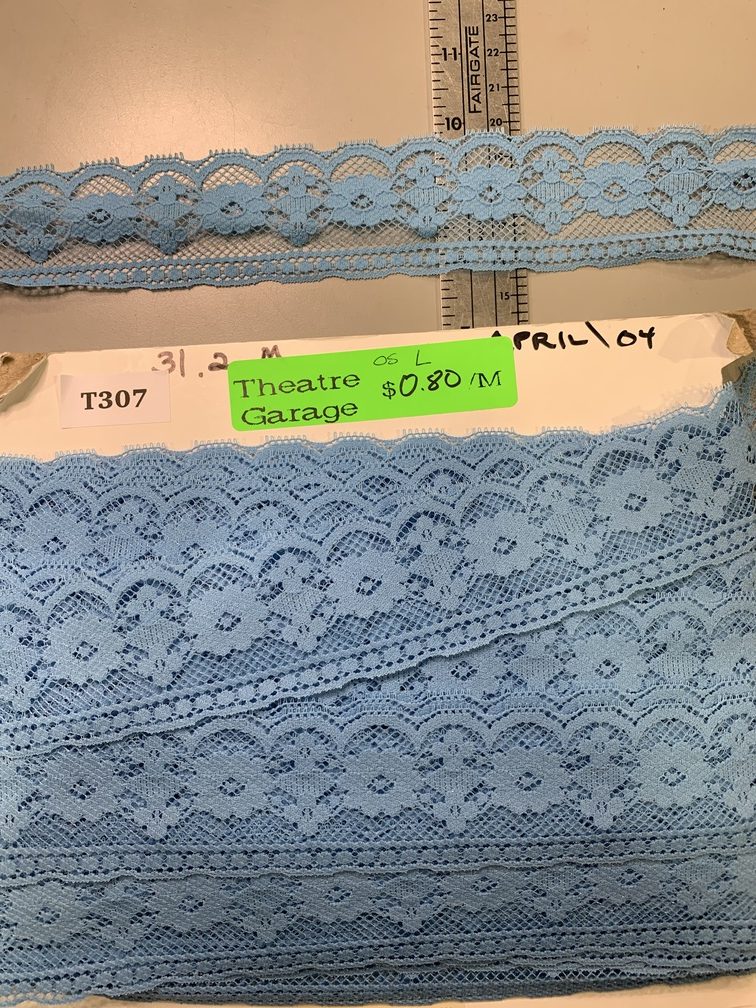 23
11
22
FAIRGATE
21
10
20
15
31.2 M
APRIL\04
T307
OS L
Theatre $0.80 /M
Garage